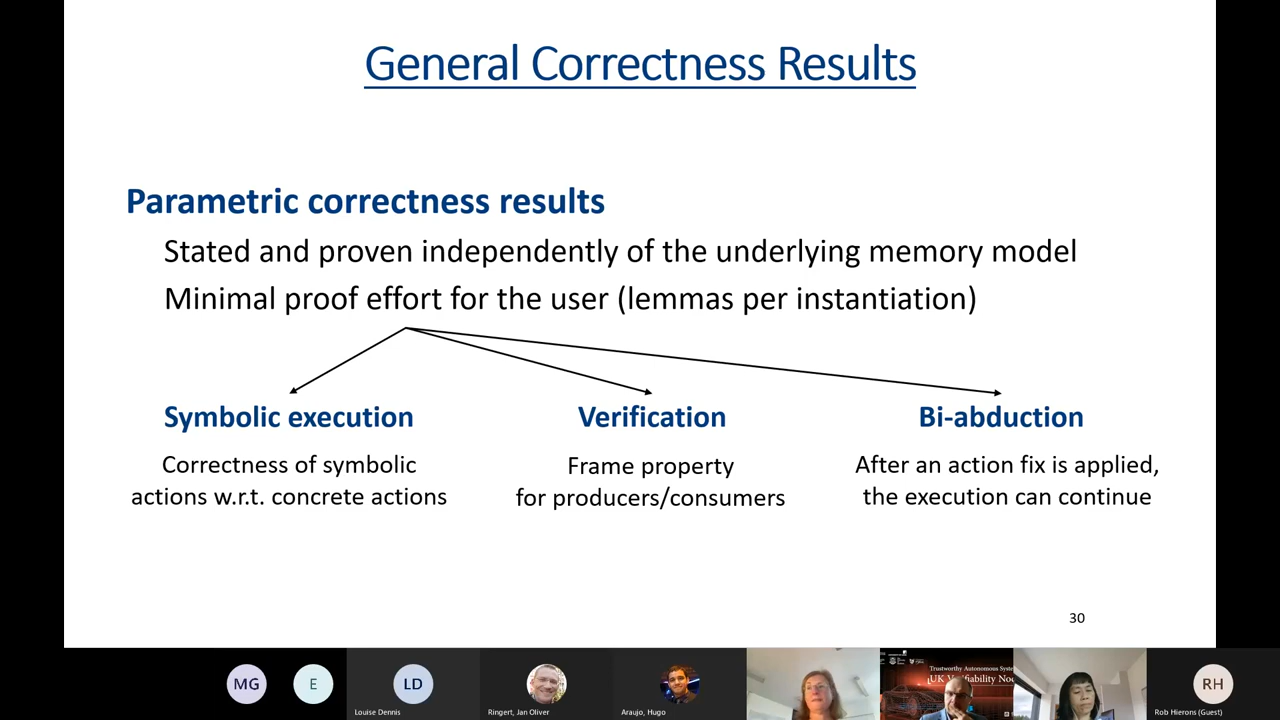 General Correctness Results
Parametric correctness results
Stated and proven independently of the underlying memory model
Minimal proof effort for the user (lemmas per instantiation)
Symbolic execution
Correctness of symbolic
actions w.r.t. concrete actions
Verification
Frame property
for producers/consumers
Bi-abduction
After an action fix is applied,
the execution can continue
30
MG
E
LD
Louise Dennis
Ringert, Jan Oliver
Araujo, Hugo
Trustworthy Autonomous
UK
RH
Rob Hierons (Guest)